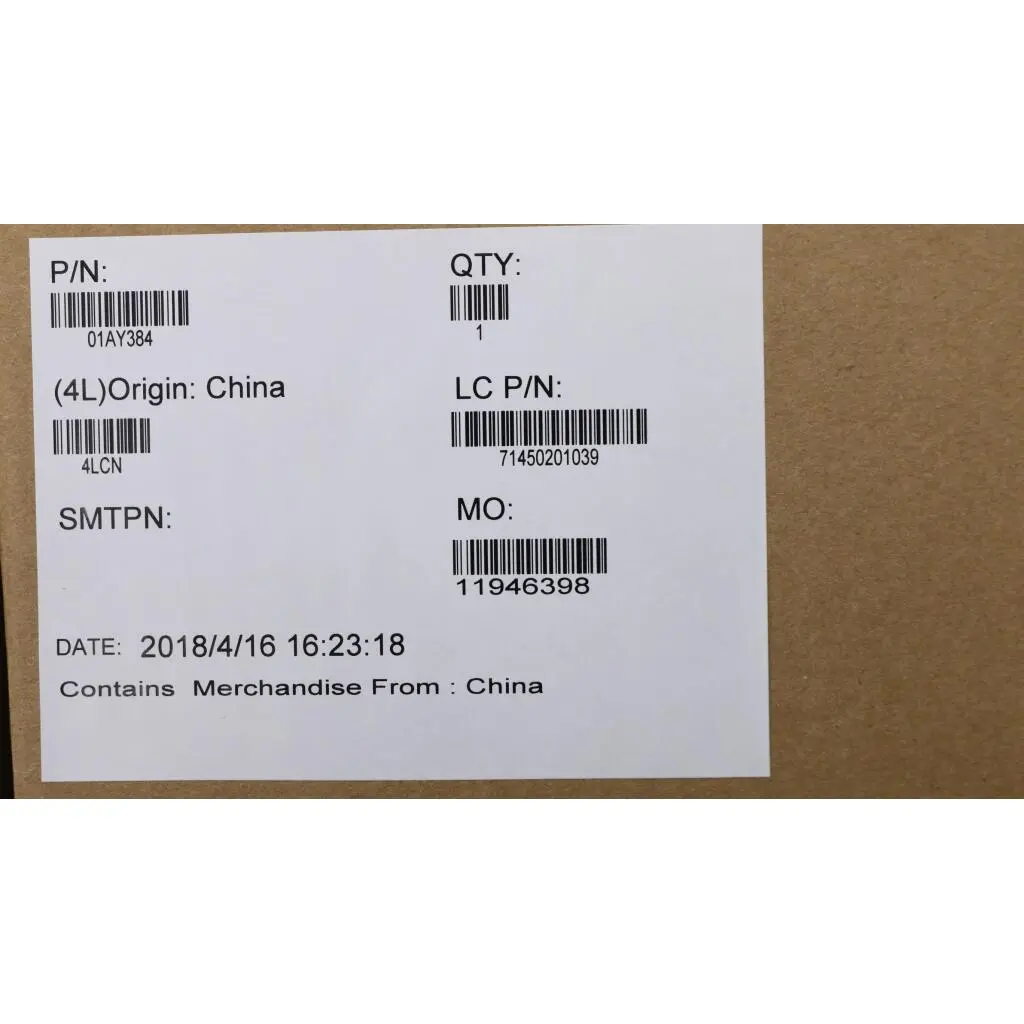 P/N: QTY:
01AY384 1
(4L)Origin: China LC P/N:
4LCN 71450201039
SMTPN: MO:
11946398
DATE: 2018/4/16 16:23:18
Contains Merchandise From : China